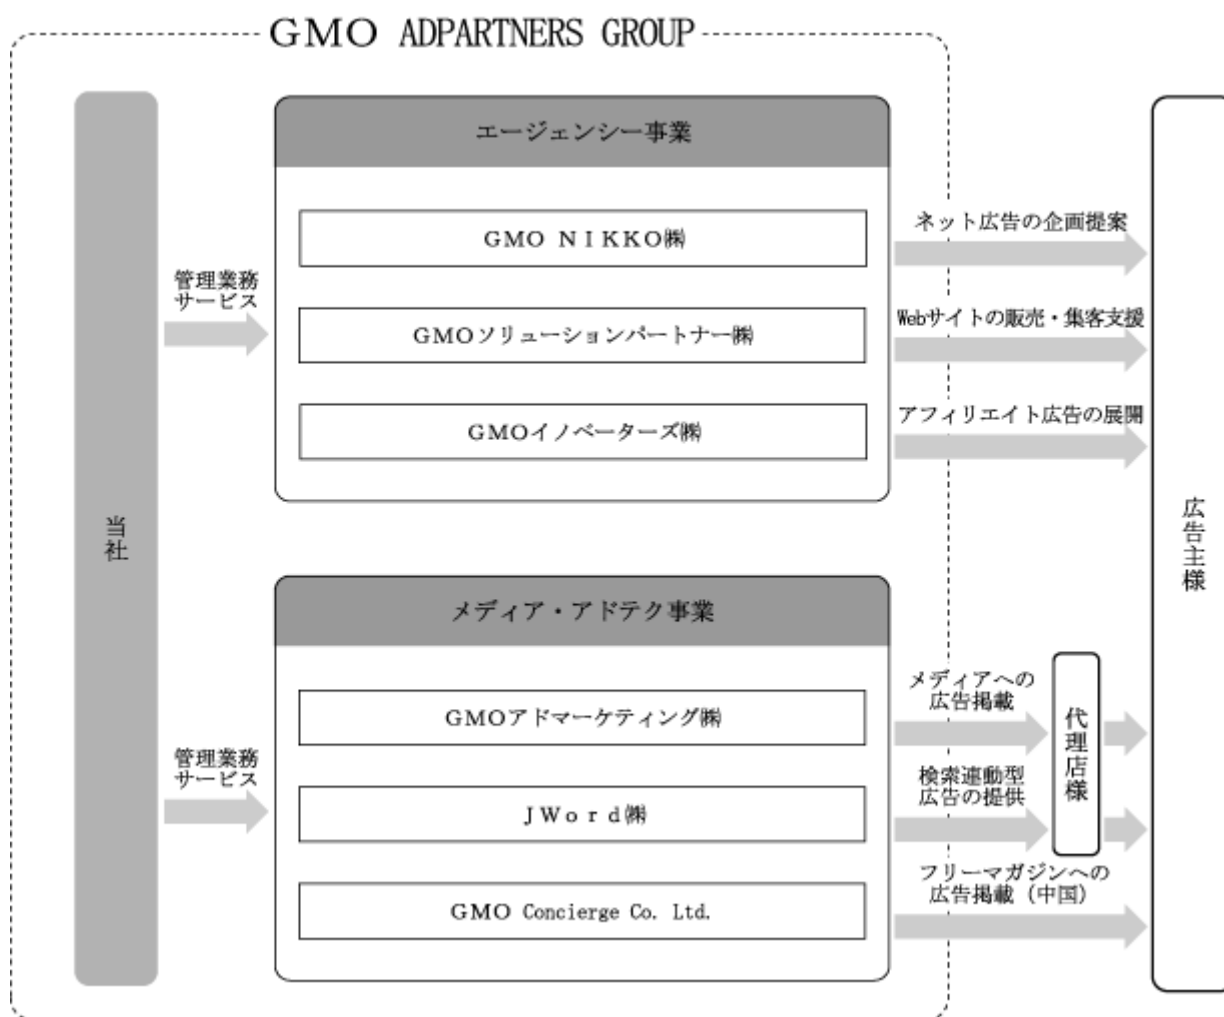 GMO ADPARTNERS GROUP
当社
管理業務
サービス
エージェンシー事業
GMO ＮＩＫＫＯ㈱
GMOソリューションパートナー㈱
GMOイノベーターズ㈱
ネット広告の企画提案
Webサイトの販売・集客支援
アフィリエイト広告の展開
管理業務
サービス
メディア・アドテク事業
GMOアドマーケティング㈱
ＪＷｏｒｄ㈱
GMO Concierge Co. Ltd.
メディアへの
広告掲載
検索連動型
広告の提供
フリーマガジンへの
広告掲載（中国）
代理店様
広告主様